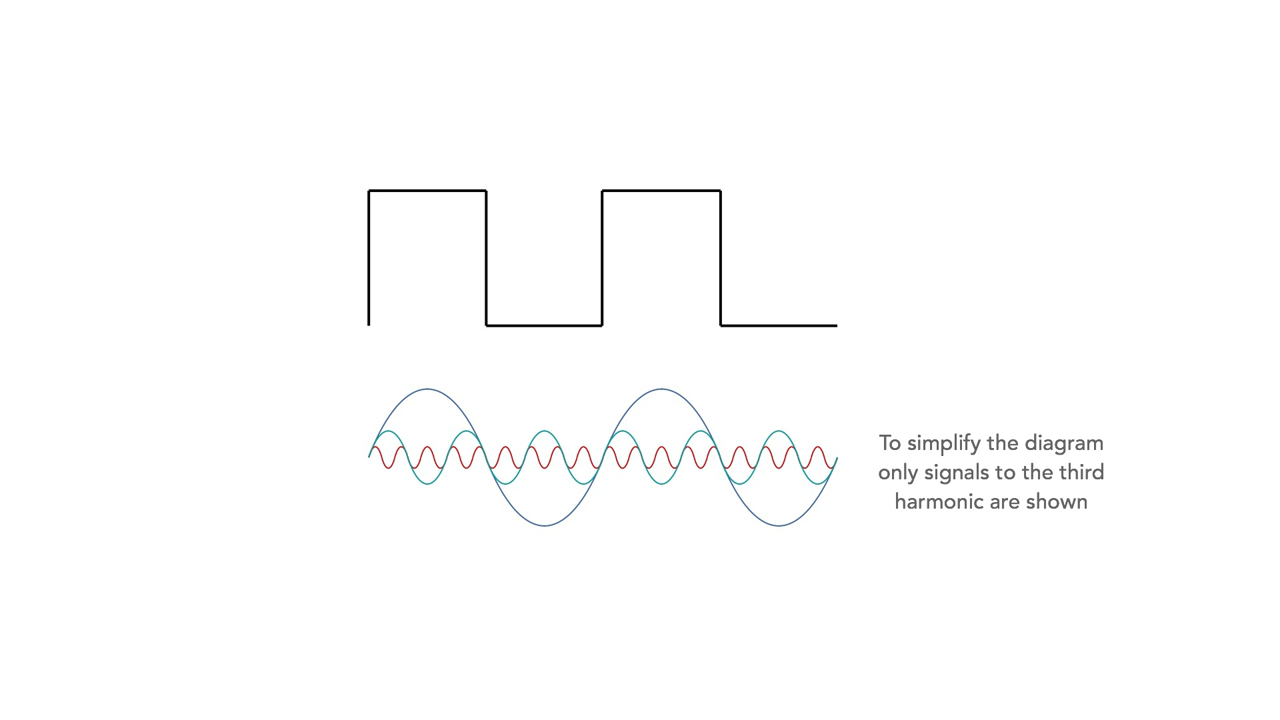 To simplify the diagram
only signals to the third
harmonic are shown